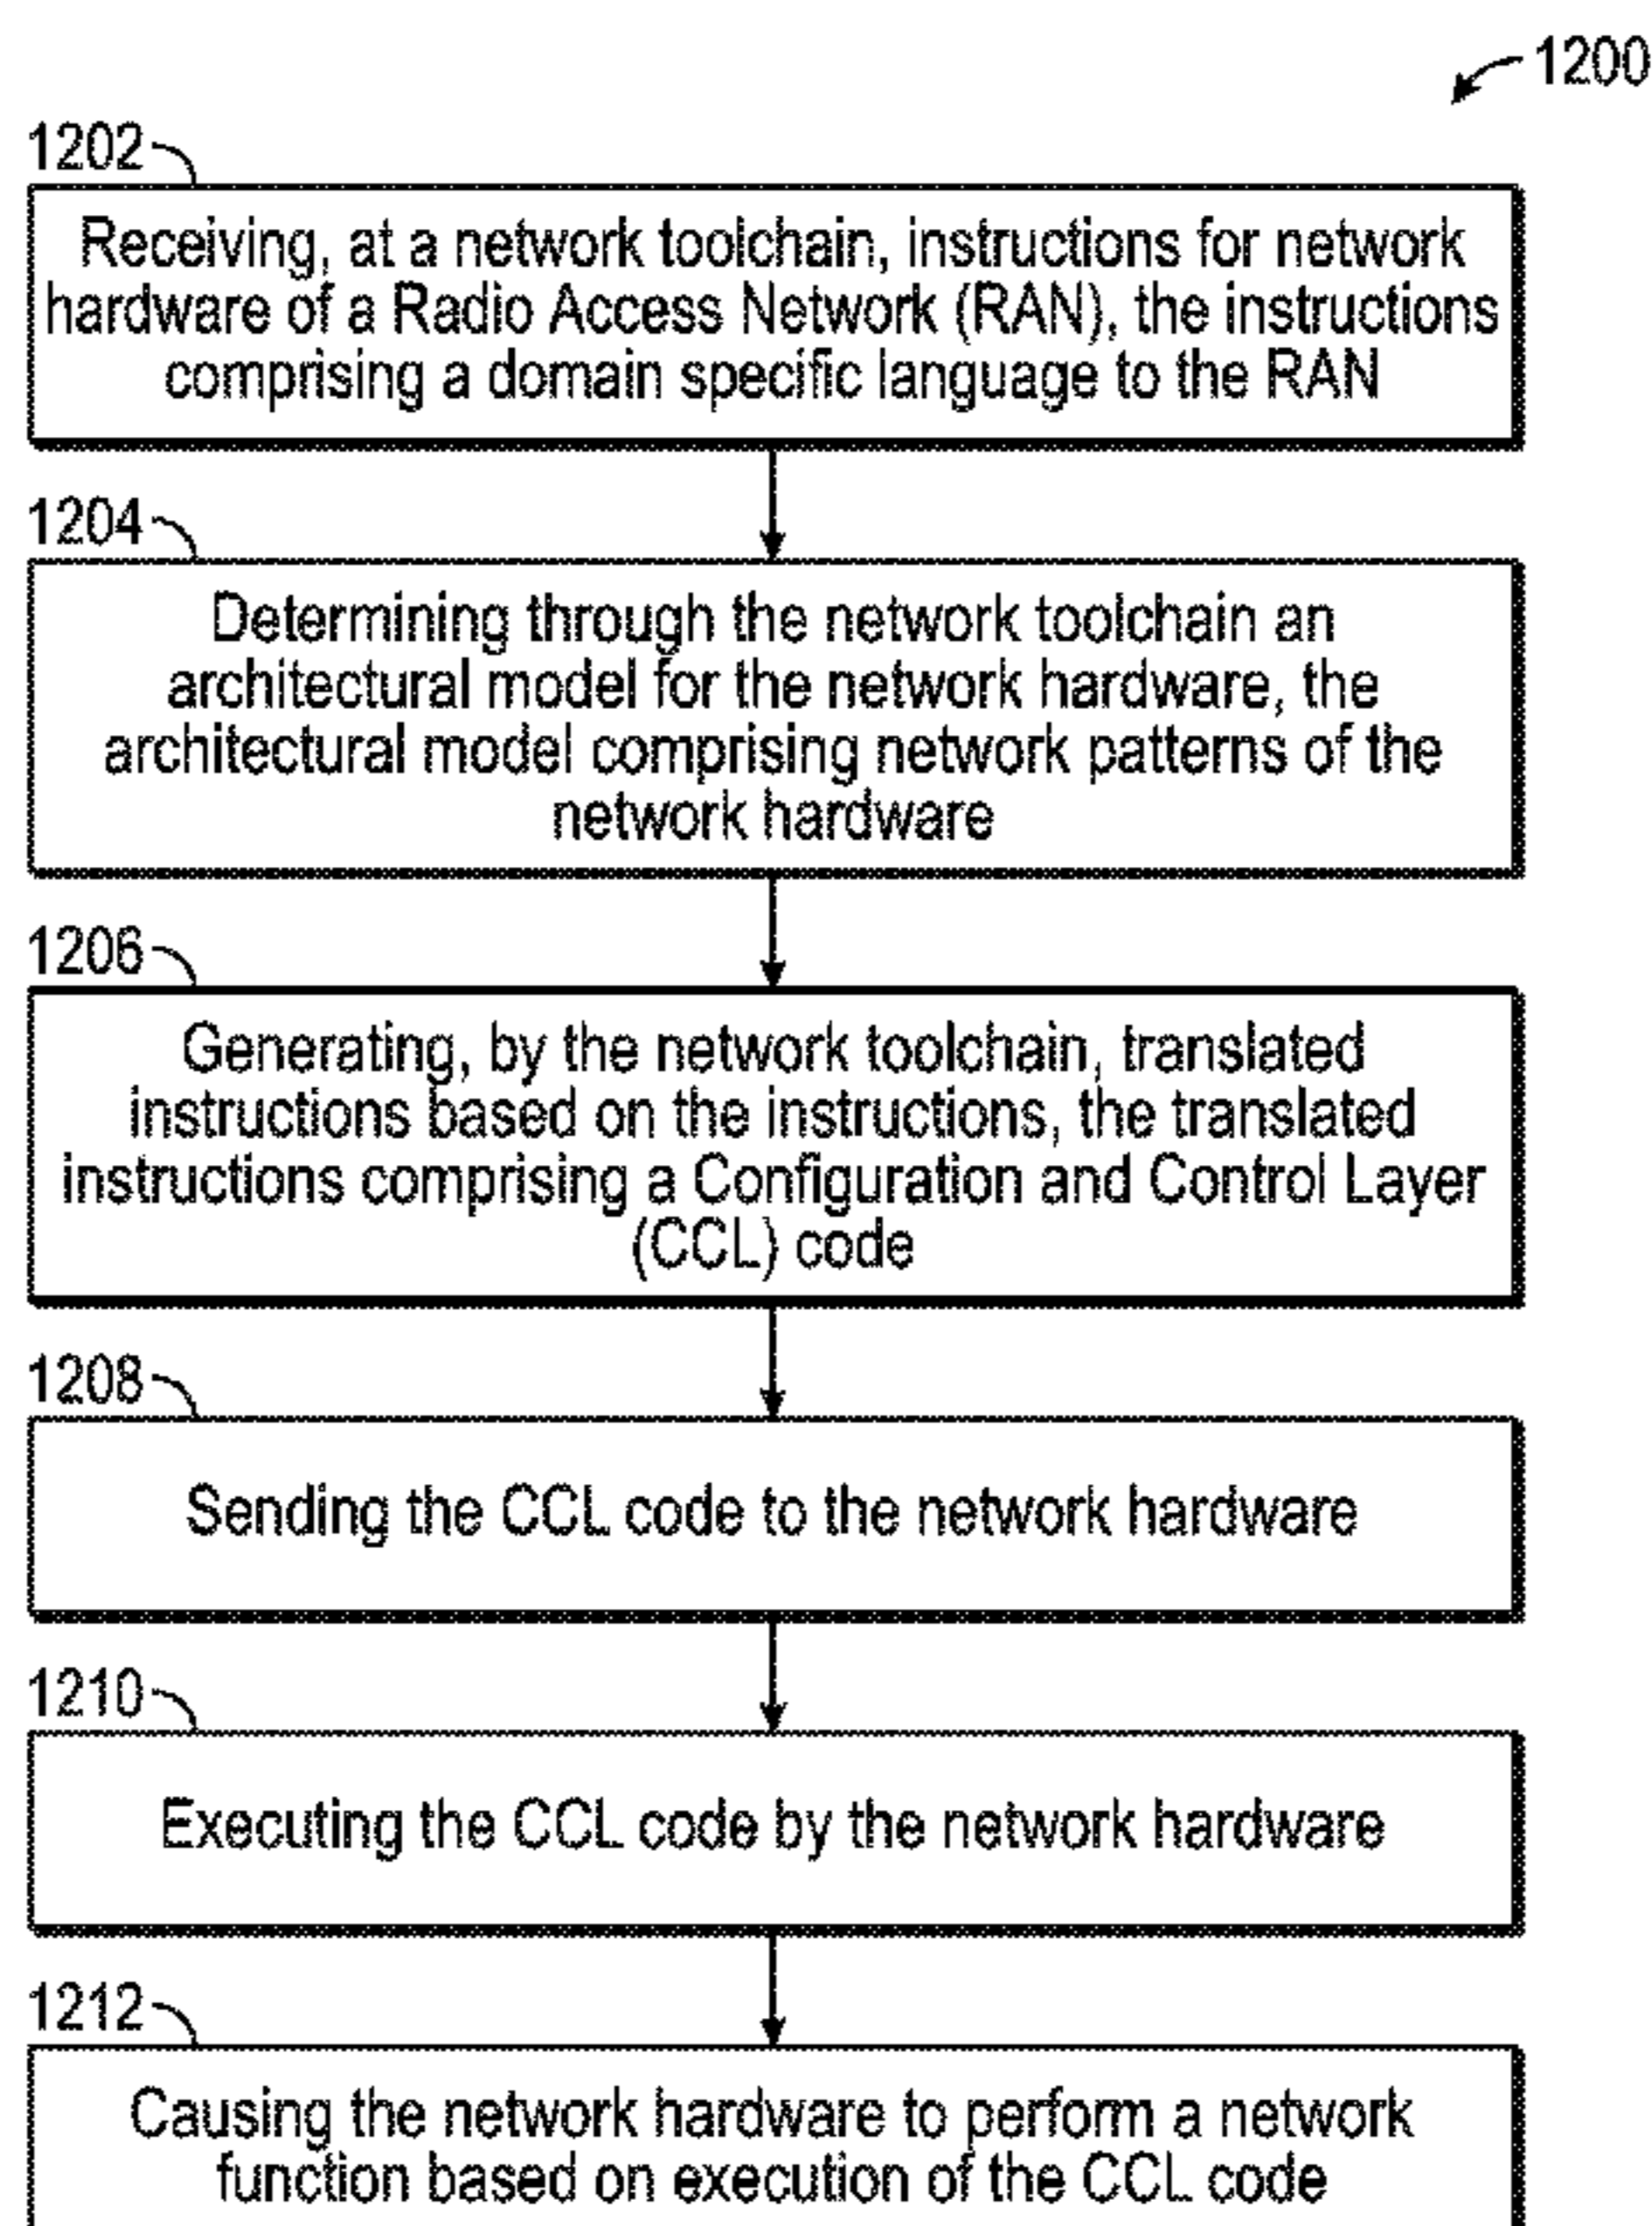 1200
1202
Receiving, at a network toolchain, instructions for network
hardware of a Radio Access Network (RAN), the instructions
comprising a domain specific language to the RAN
1204
Determining through the network toolchain an
architectural model for the network hardware, the
architectural model comprising network patterns of the
network hardware
1206
Generating, by the network toolchain, translated
instructions based on the instructions, the translated
instructions comprising a Configuration and Control Layer
(CCL) code
1208
Sending the CCL code to the network hardware
1210
Executing the CCL code by the network hardware
1212
Causing the network hardware to perform a network
function based on execution of the CCL code